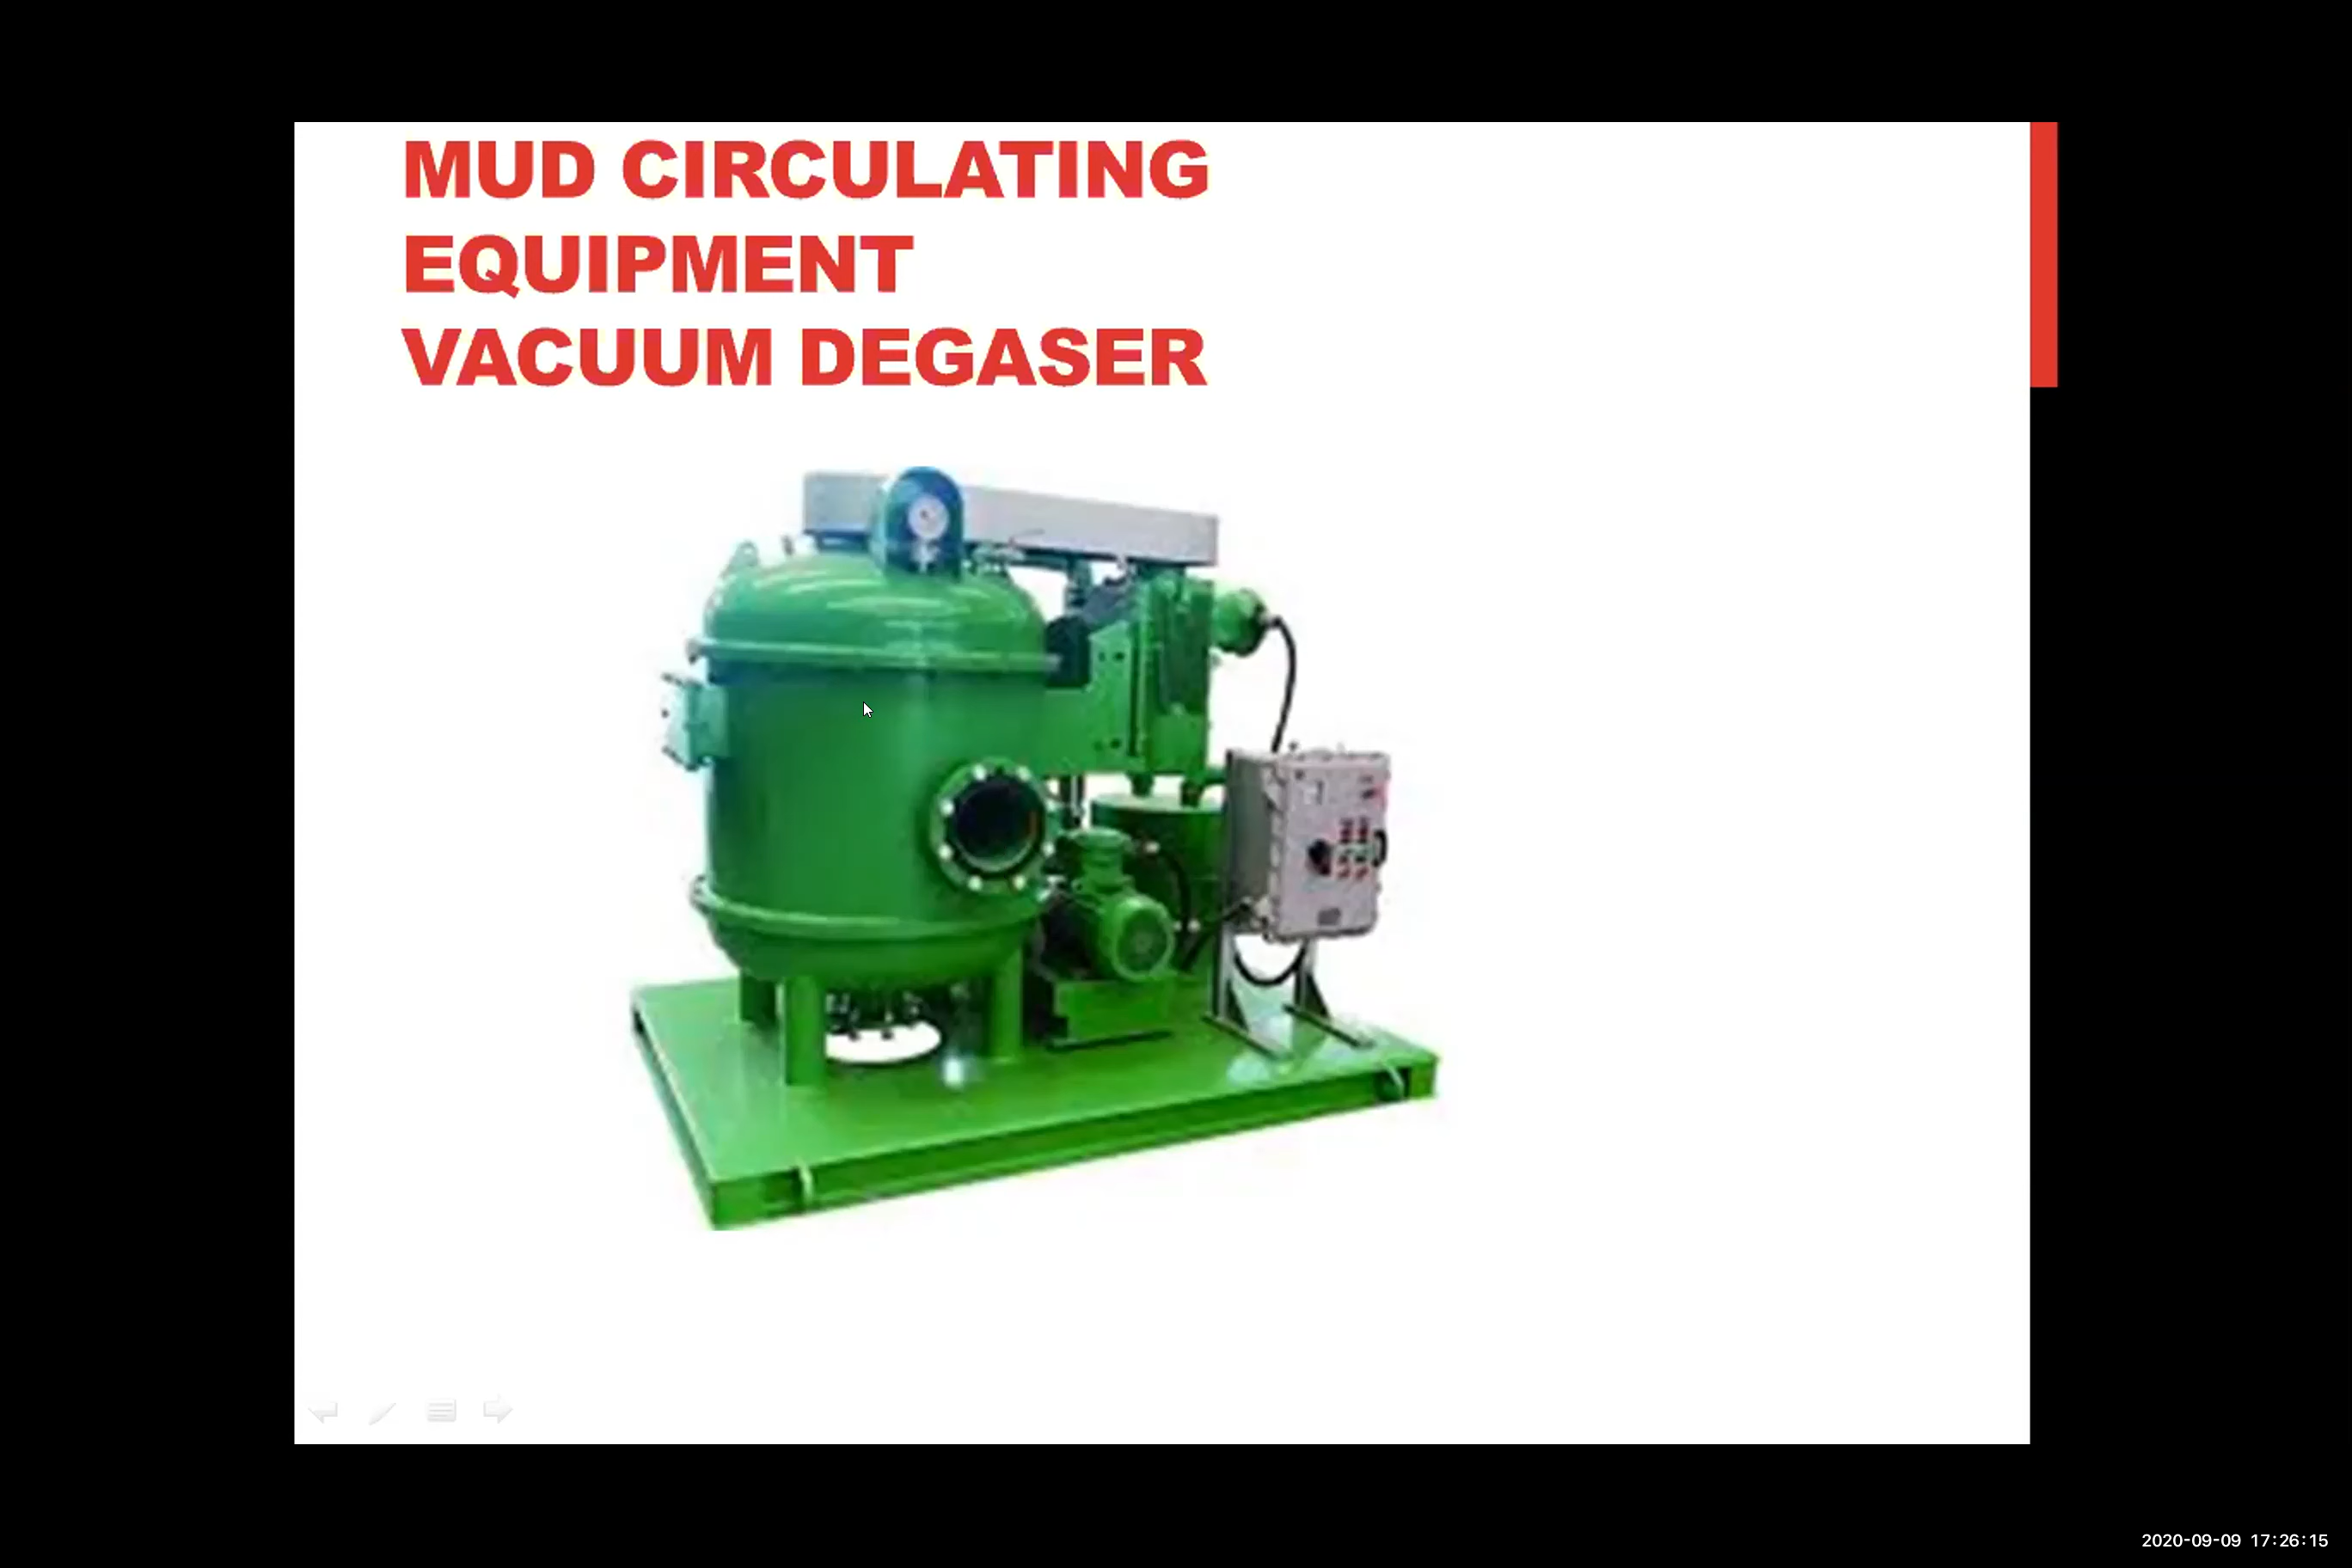 MUD CIRCULATING
EQUIPMENT
VACUUM DEGASER
2020-09-09 17:26:15